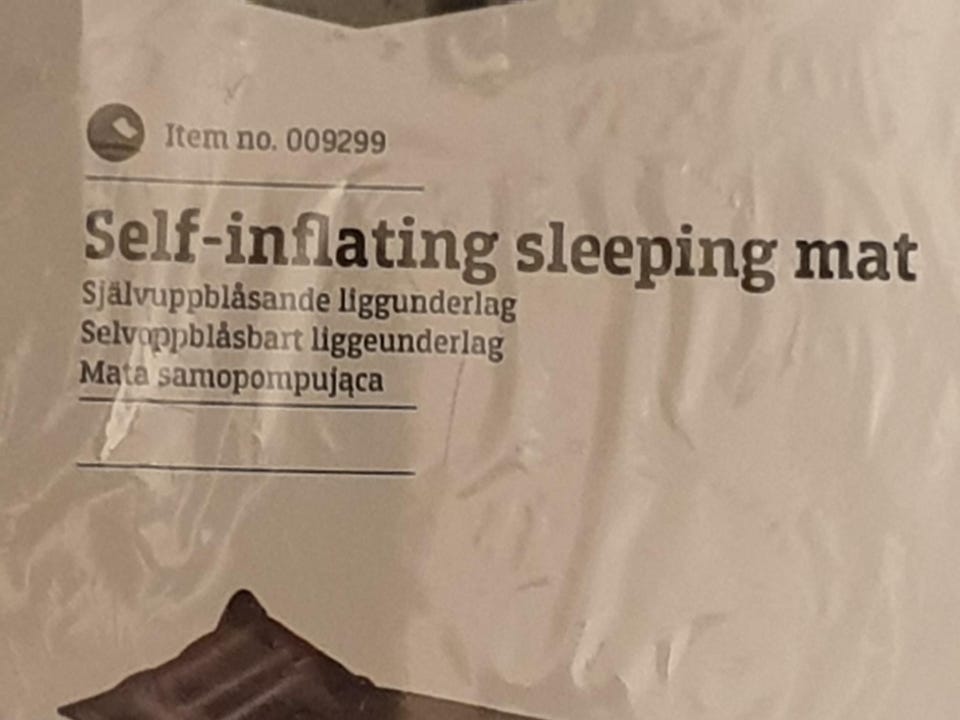 Item no. 009299
Self-inflating sleeping mat
Självuppblåsande liggunderlag
Selvoppblåsbart liggeunderlag
Mata samopompująca